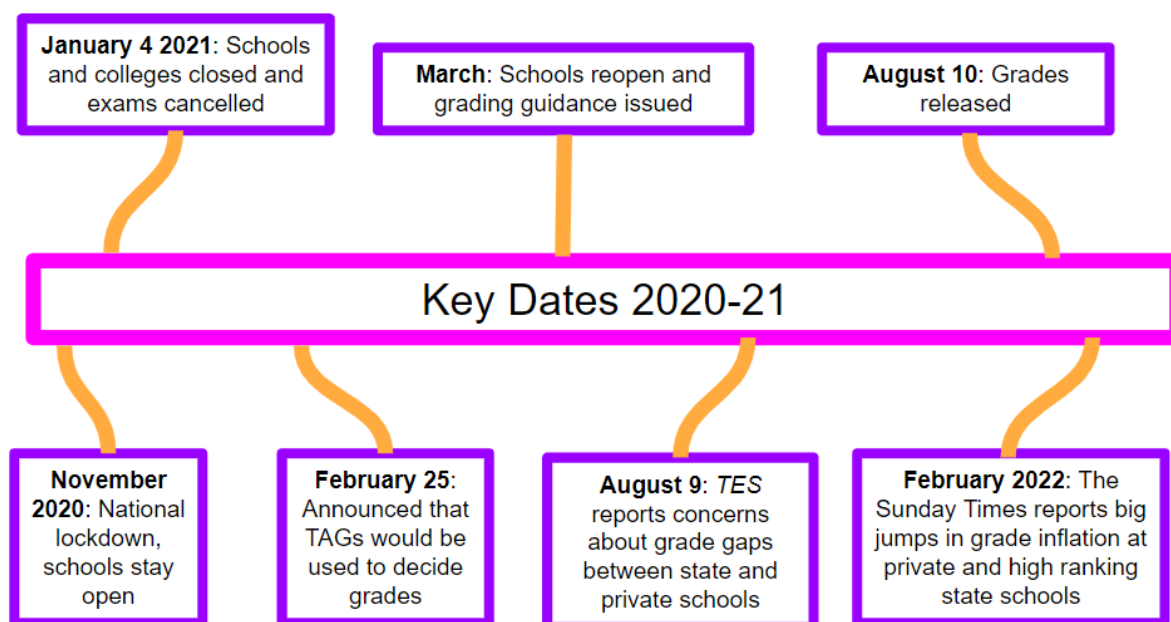 January 4 2021: Schools
and colleges closed and
exams cancelled
March: Schools reopen and
grading guidance issued
August 10: Grades
released
Key Dates 2020-21
November
2020: National
lockdown,
schools stay
open
February 25:
Announced that
TAGs would be
used to decide
grades
August 9: TES
reports concerns
about grade gaps
between state and
private schools
February 2022: The
Sunday Times reports big
jumps in grade inflation at
private and high ranking
state schools